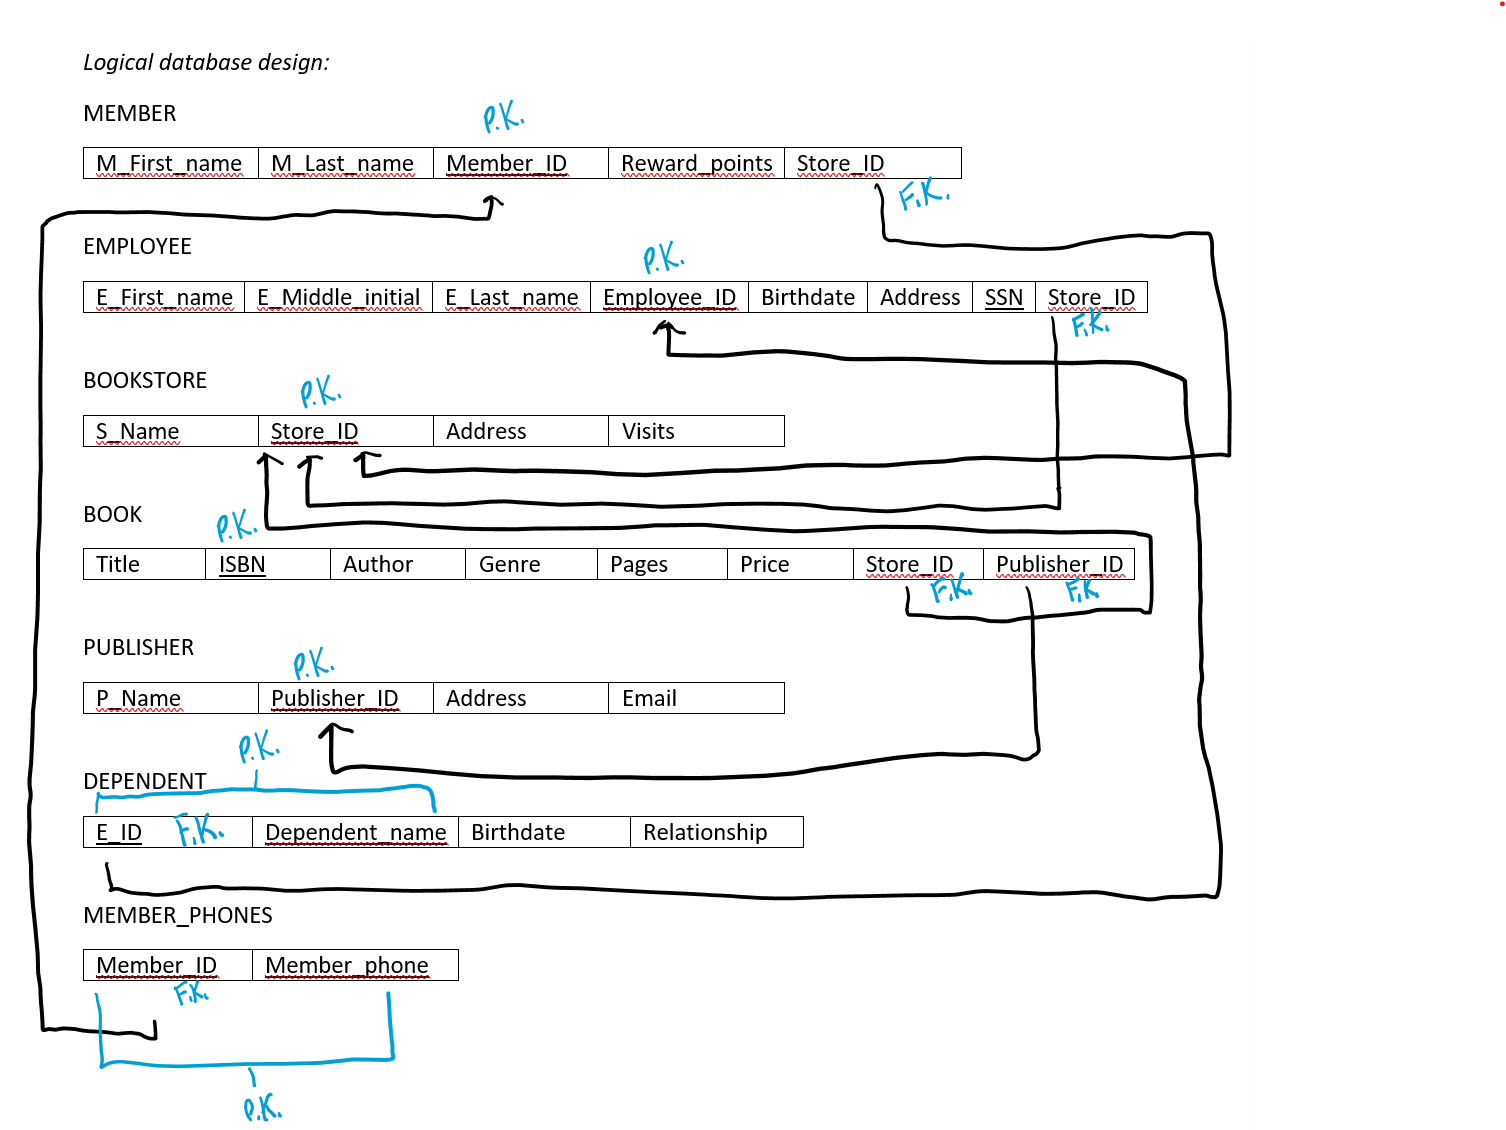 Logical database design:
MEMBER
P.K.
M_First_name M_Last_name Member_ID Reward_points Store_ID
F.K.
EMPLOYEE
P.K.
E_First_name E_Middle_initial E_Last_name Employee_ID Birthdate Address SSN Store_ID
F.K.
BOOKSTORE
P.K.
S_Name Store_ID Address Visits
BOOK
P.K.
Title ISBN Author Genre Pages Price Store_ID Publisher_ID
F.K. F.K.
PUBLISHER
P.K.
P_Name Publisher_ID Address Email
P.K.
DEPENDENT
E_ID F.K. Dependent_name Birthdate Relationship
MEMBER_PHONES
Member_ID Member_phone
F.K.
P.K.